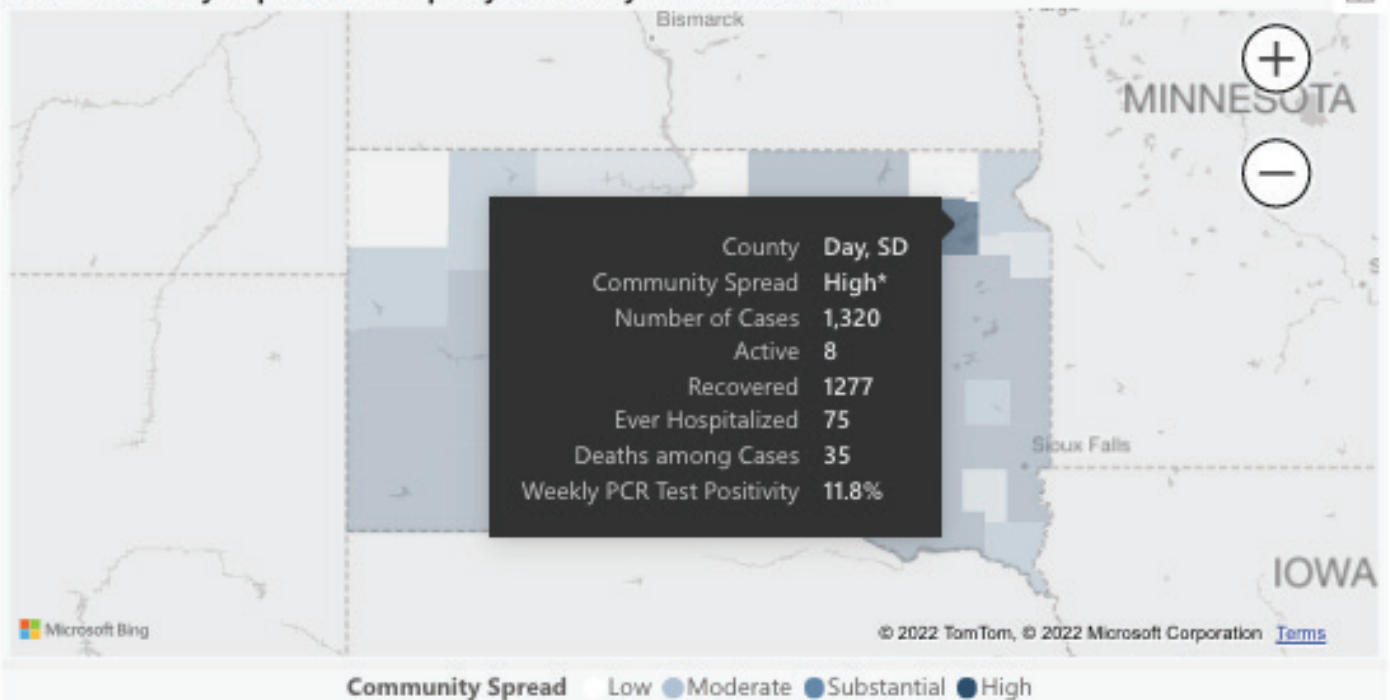 Bismarck
MINNESOTA
County Day, SD
Community Spread High*
Number of Cases 1,320
Active 8
Recovered 1277
Ever Hospitalized 75
Deaths among Cases 35
Weekly PCR Test Positivity 11.8%
Sioux Falls
IOWA
Microsoft Bing
© 2022 TomTom, © 2022 Microsoft Corporation Terms
Community Spread Low Moderate Substantial High